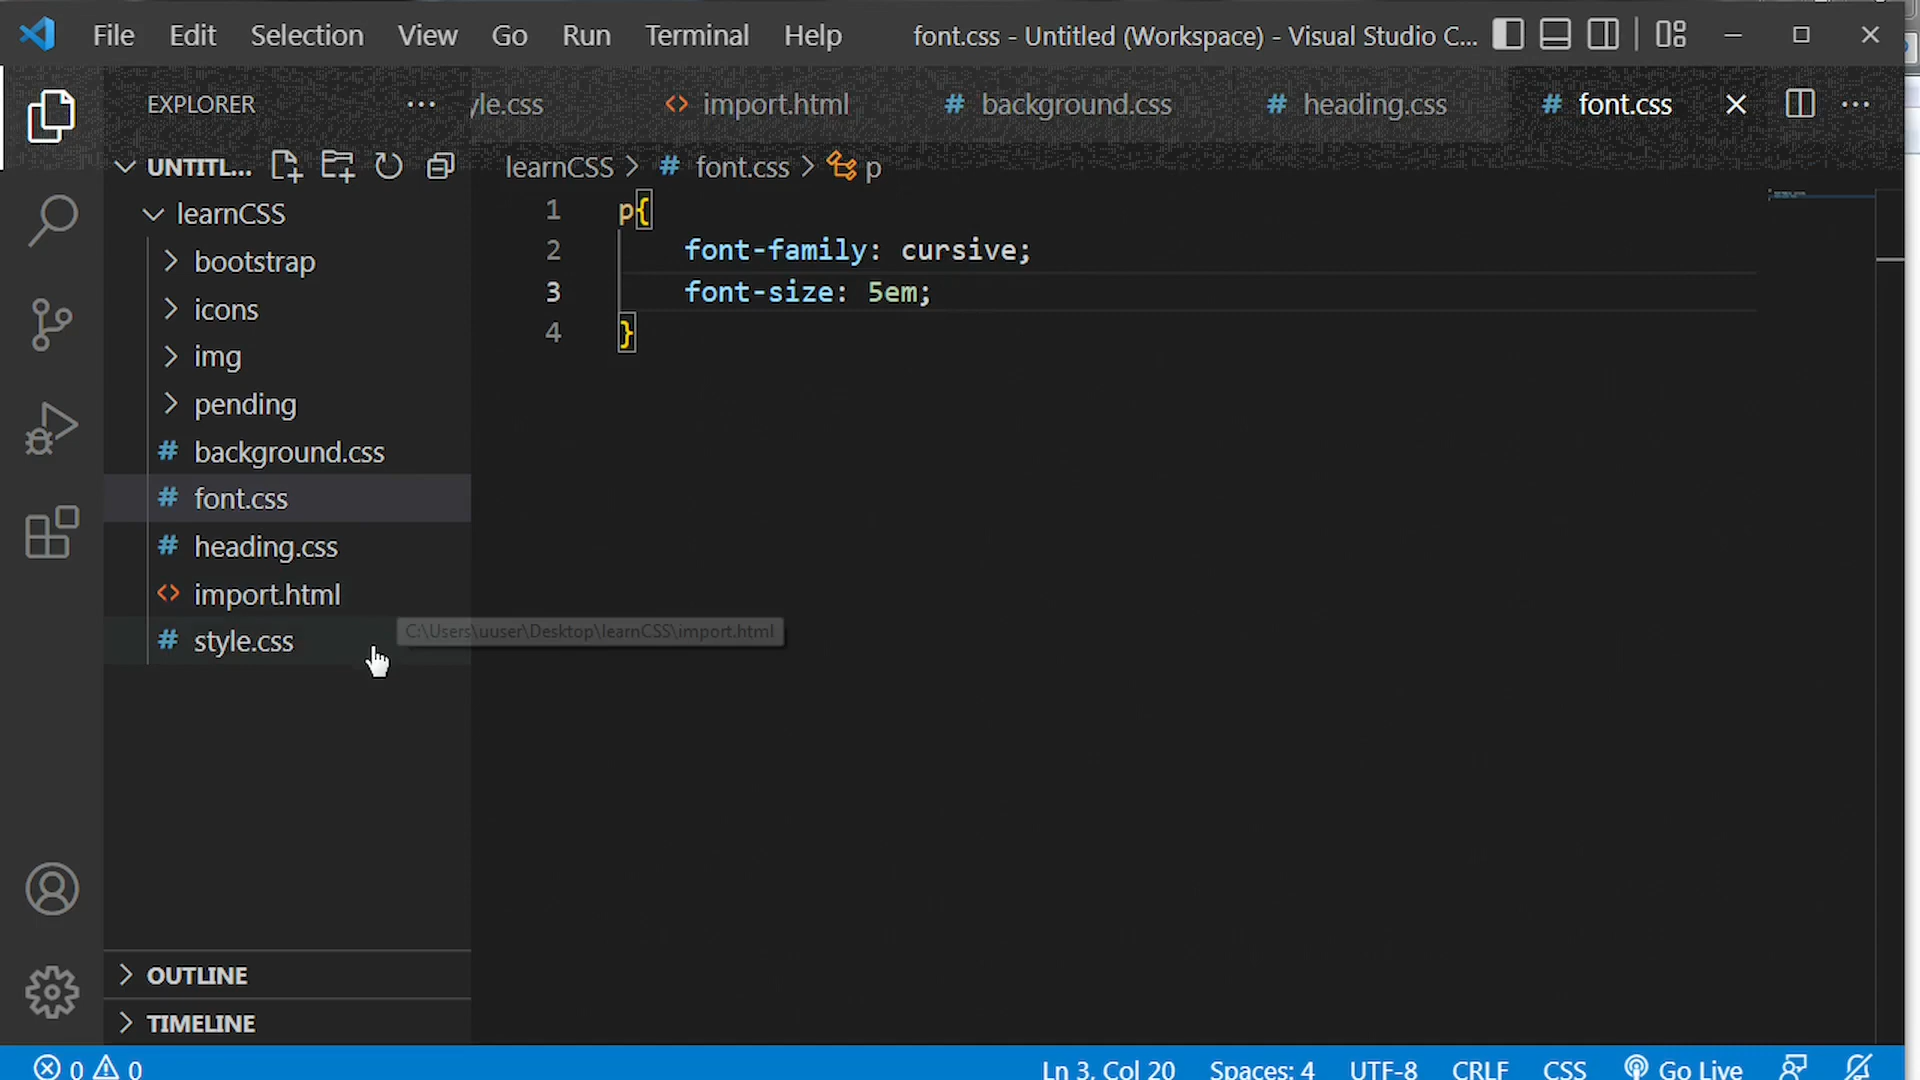 File Edit Selection View Go Run Terminal Help font.css - Untitled (Workspace) - Visual Studio C...
EXPLORER ... yle.css <> import.html # background.css # heading.css # font.css
UNTITL...
learnCSS > # font.css > p
learnCSS
bootstrap
icons
img
pending
# background.css
# font.css
# heading.css
<> import.html
# style.css
C:\Users\uuser\Desktop\learnCSS\import.html
1 p{
2 font-family: cursive;
3 font-size: 5em;
4 }
OUTLINE
TIMELINE
0 0 Ln 3, Col 20 Spaces: 4 UTF-8 CRLF CSS Go Live